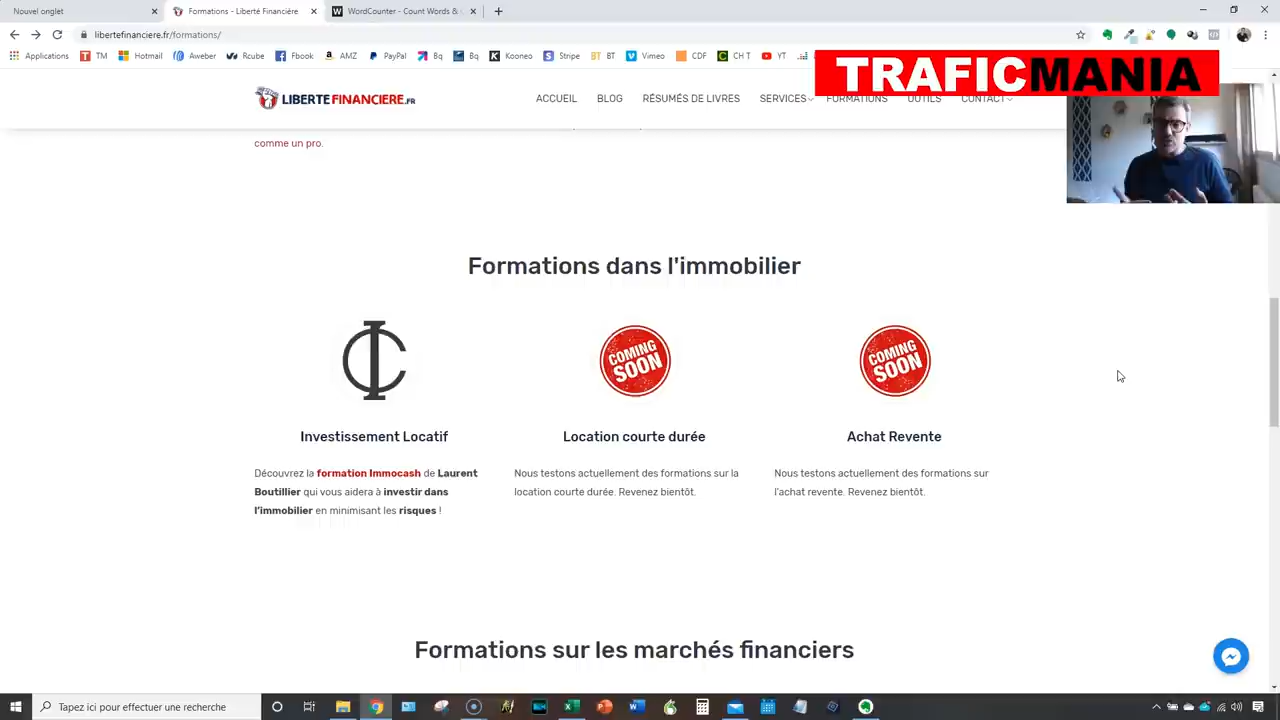 Nouvel onglet
Formations - Liberté Financière
WordCounter - Count Words &
libertefinanciere.fr/formations/
Applications TM Hotmail Aweber Rcube Fbook AMZ PayPal Bq Bq Kooneo Stripe BT Vimeo CDF CH T YT
TRAFICMANIA
LIBERTEFINANCIERE.FR
ACCUEIL BLOG RÉSUMÉS DE LIVRES SERVICES FORMATIONS OUTILS CONTACT
comme un pro.
Formations dans l'immobilier
COMING SOON
COMING SOON
Investissement Locatif
Location courte durée
Achat Revente
Découvrez la formation Immocash de Laurent
Boutillier qui vous aidera à investir dans
l'immobilier en minimisant les risques !
Nous testons actuellement des formations sur la
location courte durée. Revenez bientôt.
Nous testons actuellement des formations sur
l'achat revente. Revenez bientôt.
Formations sur les marchés financiers
Tapez ici pour effectuer une recherche